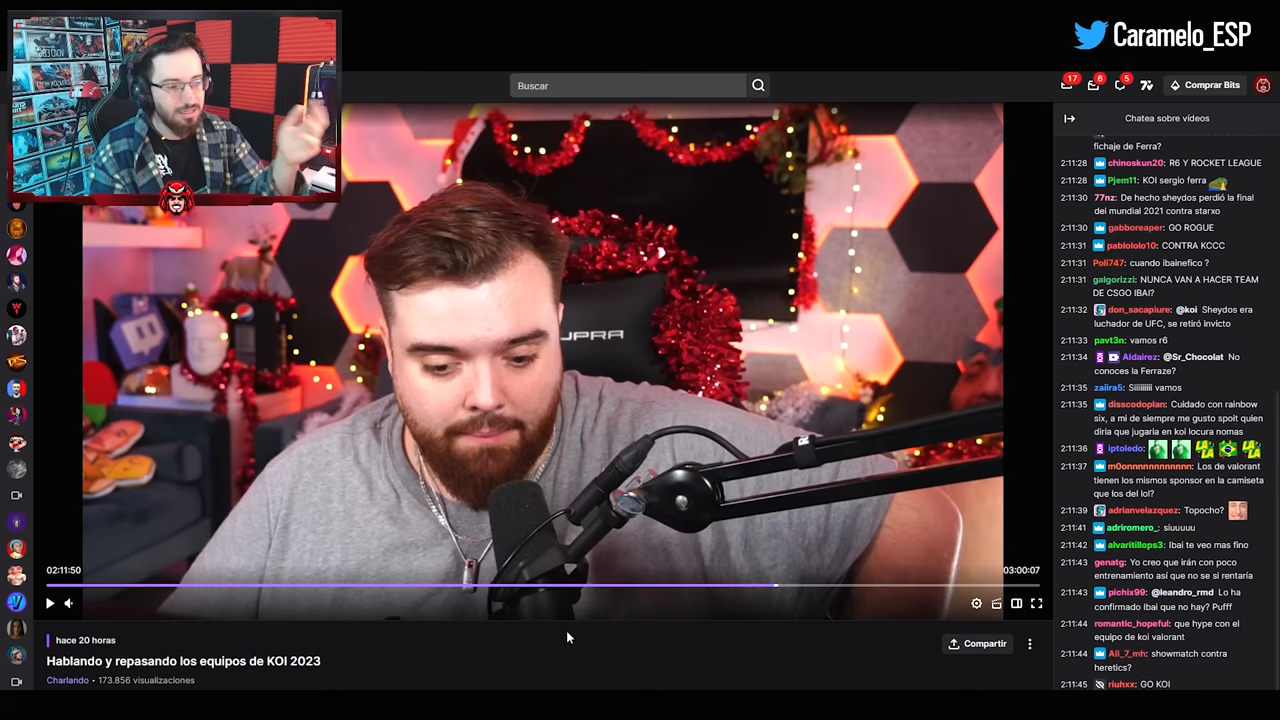 Caramelo_ESP
Buscar
17
6
5
Comprar Bits
Chatea sobre vídeos
fichaje de Ferra?
2:11:28 chinoskun20: R6 Y ROCKET LEAGUE
2:11:28 Pjem11: KOI sergio ferra
2:11:30 77nz: De hecho sheydos perdió la final
del mundial 2021 contra starxo
2:11:30 gabboreaper: GO ROGUE
2:11:31 pablololo10: CONTRA KCCC
2:11:31 Poli747: cuando ibainefico ?
2:11:31 galgorizzi: NUNCA VAN A HACER TEAM
DE CSGO IBAI?
2:11:32 don_sacapiure: @koi Sheydos era
luchador de UFC, se retiró invicto
2:11:33 pavt3n: vamos r6
2:11:34 Aldairez: @Sr_Chocolat No
conoces la Ferraze?
2:11:35 zaiira5: Siiiiiiiii vamos
2:11:35 disscodoplan: Cuidado con rainbow
six, a mi de siempre me gusto spoit quien
diria que jugaria en koi locura nomas
2:11:36 iptoledo:
2:11:37 m0onnnnnnnnnnn: Los de valorant
tienen los mismos sponsor en la camiseta
que los del lol?
2:11:39 adrianvelazquez: Topocho?
2:11:41 adriromero_: siuuuuu
2:11:42 alvaritillops3: Ibai te veo mas fino
2:11:43 genatg: Yo creo que irán con poco
entrenamiento así que no se si rentaría
2:11:43 pichix99: @leandro_rmd Lo ha
confirmado Ibai que no hay? Pufff
2:11:44 romantic_hopeful: que hype con el
equipo de koi valorant
2:11:44 Ali_7_mh: showmatch contra
heretics?
2:11:45 riuhxx: GO KOI
UPRA
pepsi
02:11:50
03:00:07
hace 20 horas
Compartir
Hablando y repasando los equipos de KOI 2023
Charlando • 173.856 visualizaciones